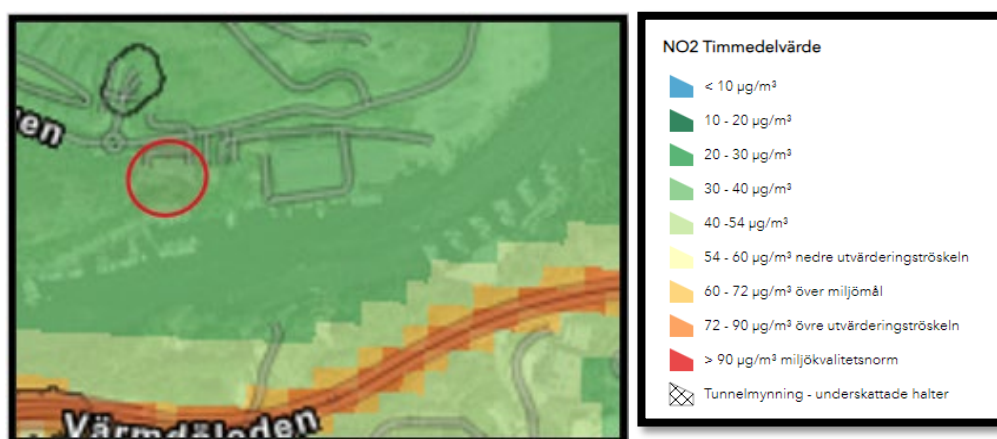 NO2 Timmedelvärde
< 10 µg/m³
10 - 20 µg/m³
20 - 30 µg/m³
30 - 40 µg/m³
40 -54 µg/m³
54 - 60 µg/m³ nedre utvärderingströskeln
60 - 72 µg/m³ över miljömål
72 - 90 µg/m³ övre utvärderingströskeln
> 90 µg/m³ miljökvalitetsnorm
Tunnelmynning - underskattade halter
Värmdöleden